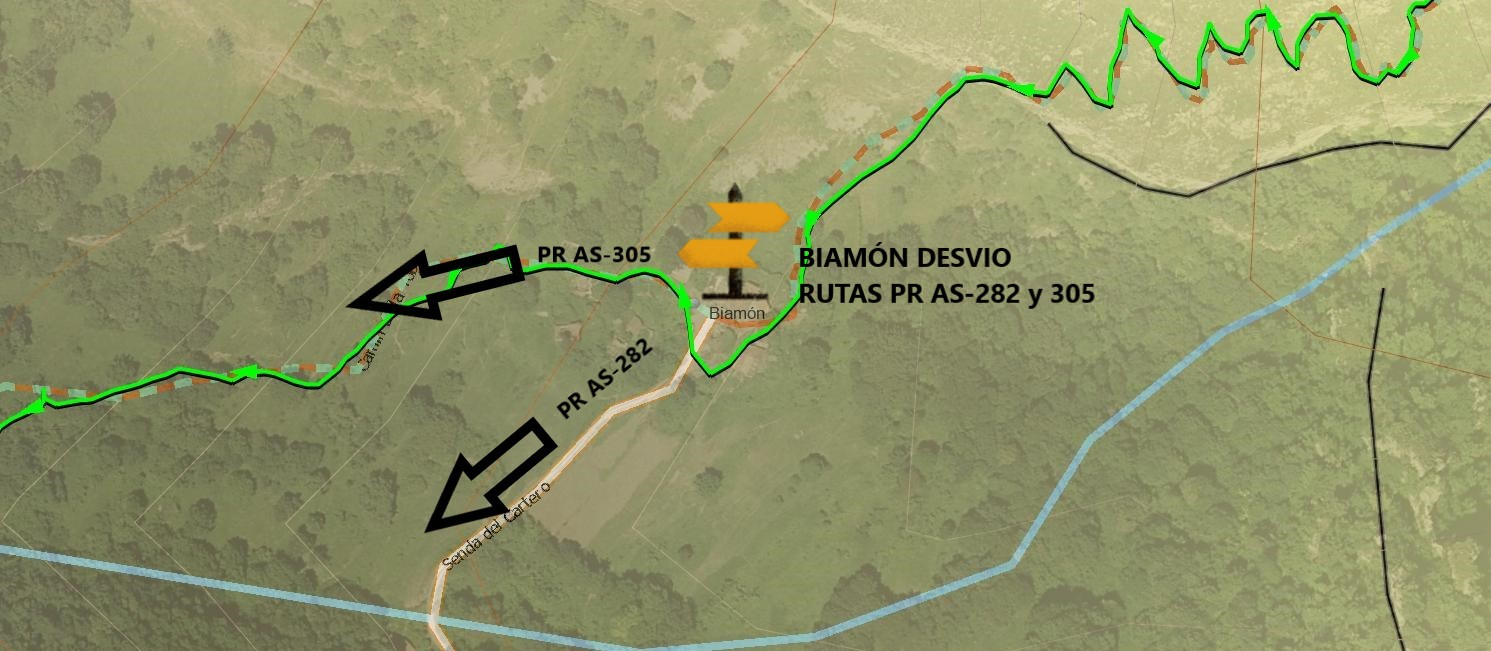 PR AS-305
BIAMÓN DESVIO
RUTAS PR AS-282 y 305
Biamón
PR AS-282
Senda del Cartero